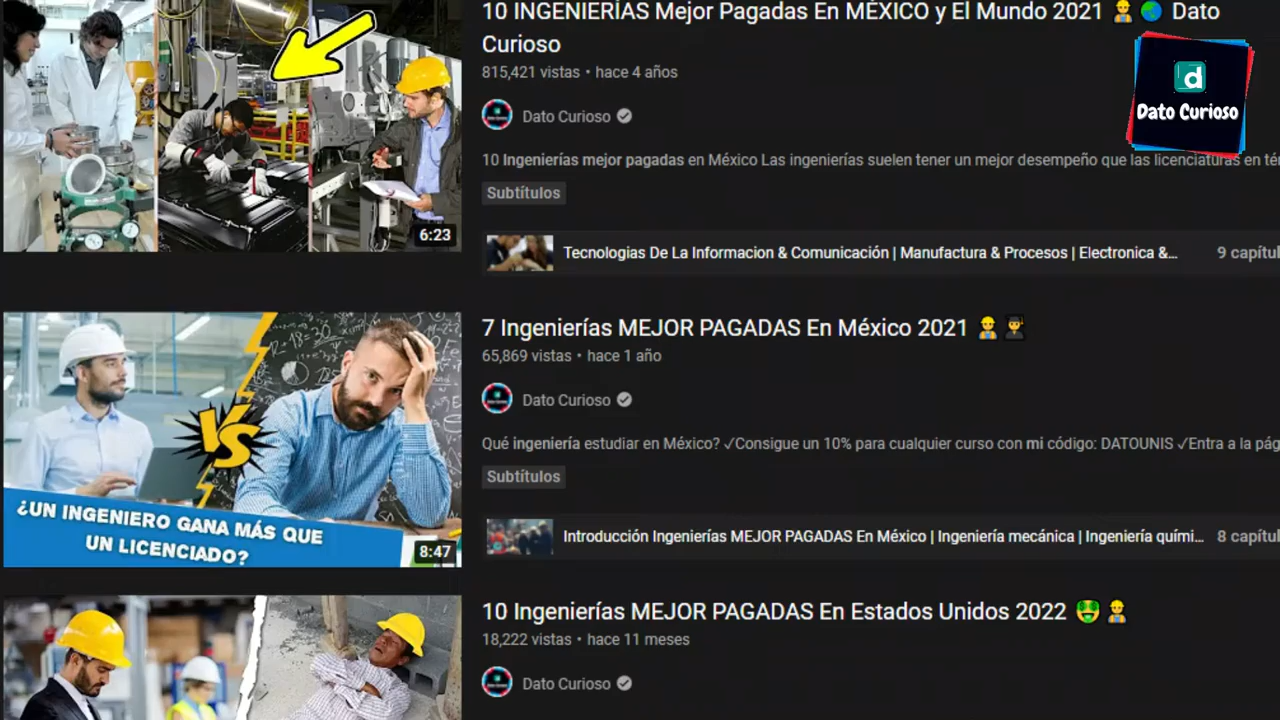 10 INGENIERÍAS Mejor Pagadas En MÉXICO y El Mundo 2021 👷 🌎 Dato
Curioso
815,421 vistas • hace 4 años
Dato Curioso
10 Ingenierías mejor pagadas en México Las ingenierías suelen tener un mejor desempeño que las licenciaturas en tér
Subtítulos
6:23
Tecnologias De La Informacion & Comunicación | Manufactura & Procesos | Electronica &...
9 capítul
d
Dato Curioso
7 Ingenierías MEJOR PAGADAS En México 2021 👷 👨‍🎓
65,869 vistas • hace 1 año
Dato Curioso
Qué ingeniería estudiar en México? ✓Consigue un 10% para cualquier curso con mi código: DATOUNIS ✓Entra a la pág
Subtítulos
VS
¿UN INGENIERO GANA MÁS QUE
UN LICENCIADO?
8:47
Introducción Ingenierías MEJOR PAGADAS En México | Ingeniería mecánica | Ingeniería quími...
8 capítul
10 Ingenierías MEJOR PAGADAS En Estados Unidos 2022 🤑 👷
18,222 vistas • hace 11 meses
Dato Curioso